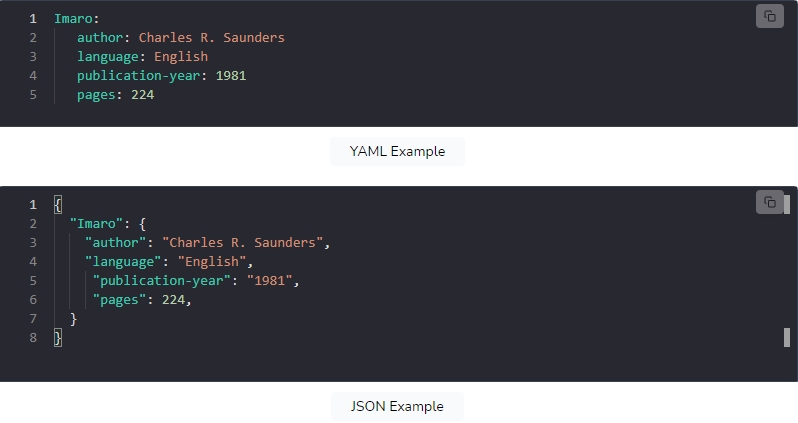 1 Imaro:
2 author: Charles R. Saunders
3 language: English
4 publication-year: 1981
5 pages: 224
YAML Example
1 {
2 "Imaro": {
3 "author": "Charles R. Saunders",
4 "language": "English",
5 "publication-year": "1981",
6 "pages": 224,
7 }
8 }
JSON Example